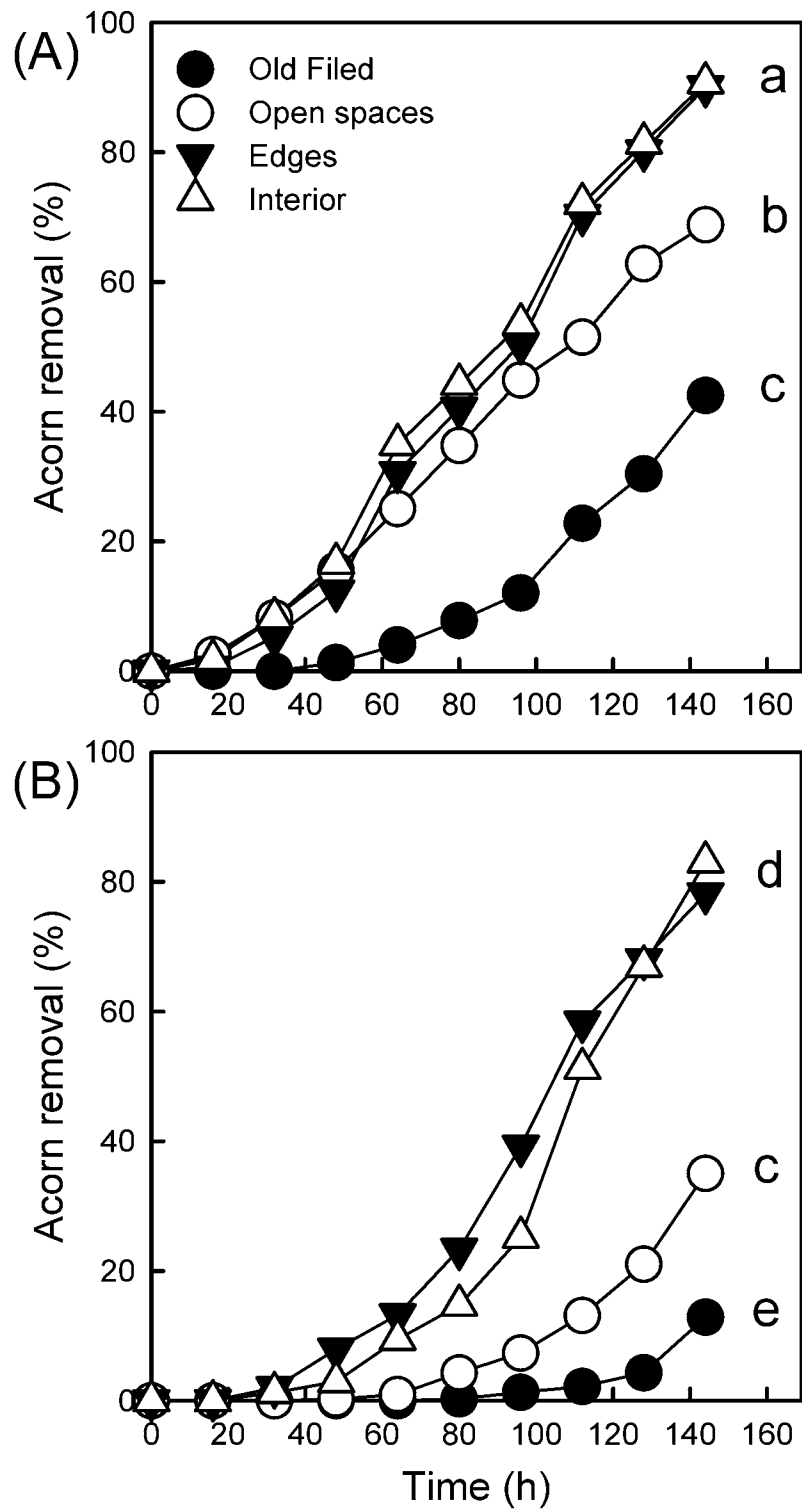 (A)
100
80
60
40
20
0
Acorn removal (%)
Old Filed
Open spaces
Edges
Interior
a
b
c
0 20 40 60 80 100 120 140 160
(B)
100
80
60
40
20
0
Acorn removal (%)
d
c
e
0 20 40 60 80 100 120 140 160
Time (h)